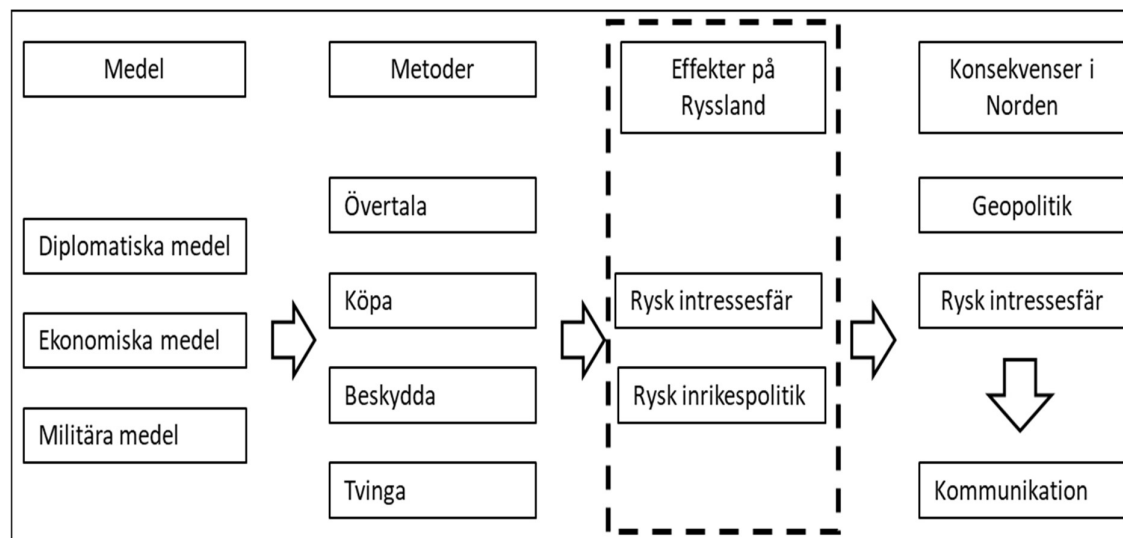 Medel
Metoder
Effekter på
Ryssland
Konsekvenser i
Norden
Diplomatiska medel
Ekonomiska medel
Militära medel
Övertala
Köpa
Beskydda
Tvinga
Rysk intressesfär
Rysk inrikespolitik
Geopolitik
Rysk intressesfär
Kommunikation